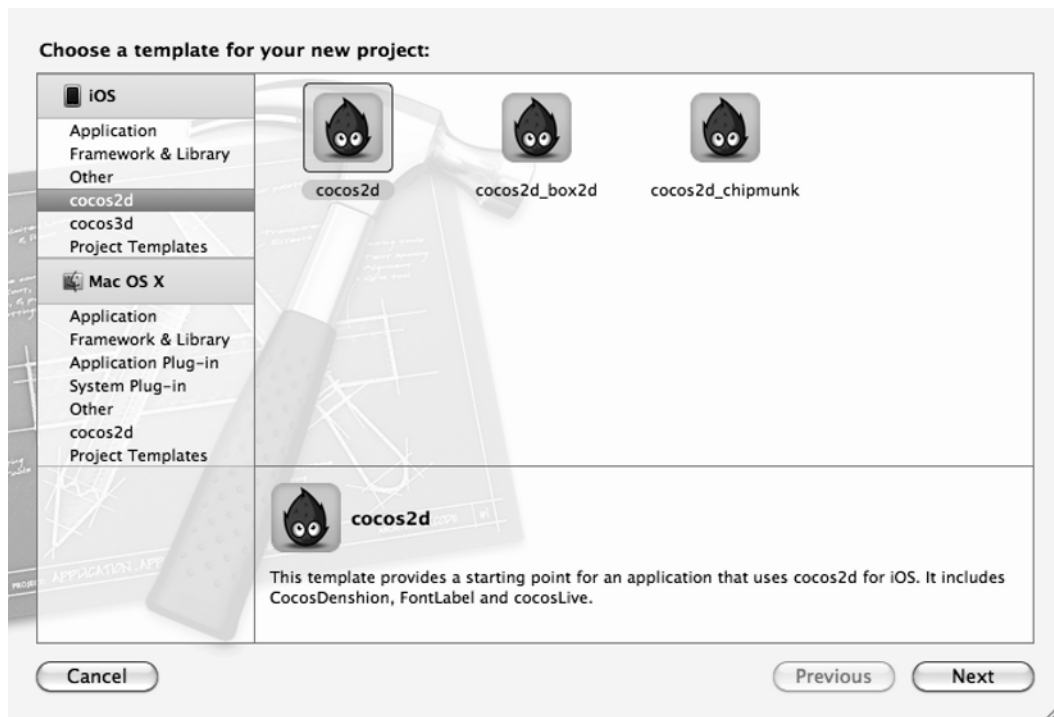 Choose a template for your new project:
iOS
Application
Framework & Library
Other
cocos2d
cocos3d
Project Templates
Mac OS X
Application
Framework & Library
Application Plug-in
System Plug-in
Other
cocos2d
Project Templates
cocos2d
cocos2d_box2d
cocos2d_chipmunk
cocos2d
This template provides a starting point for an application that uses cocos2d for iOS. It includes
CocosDenshion, FontLabel and cocosLive.
Cancel
Previous
Next